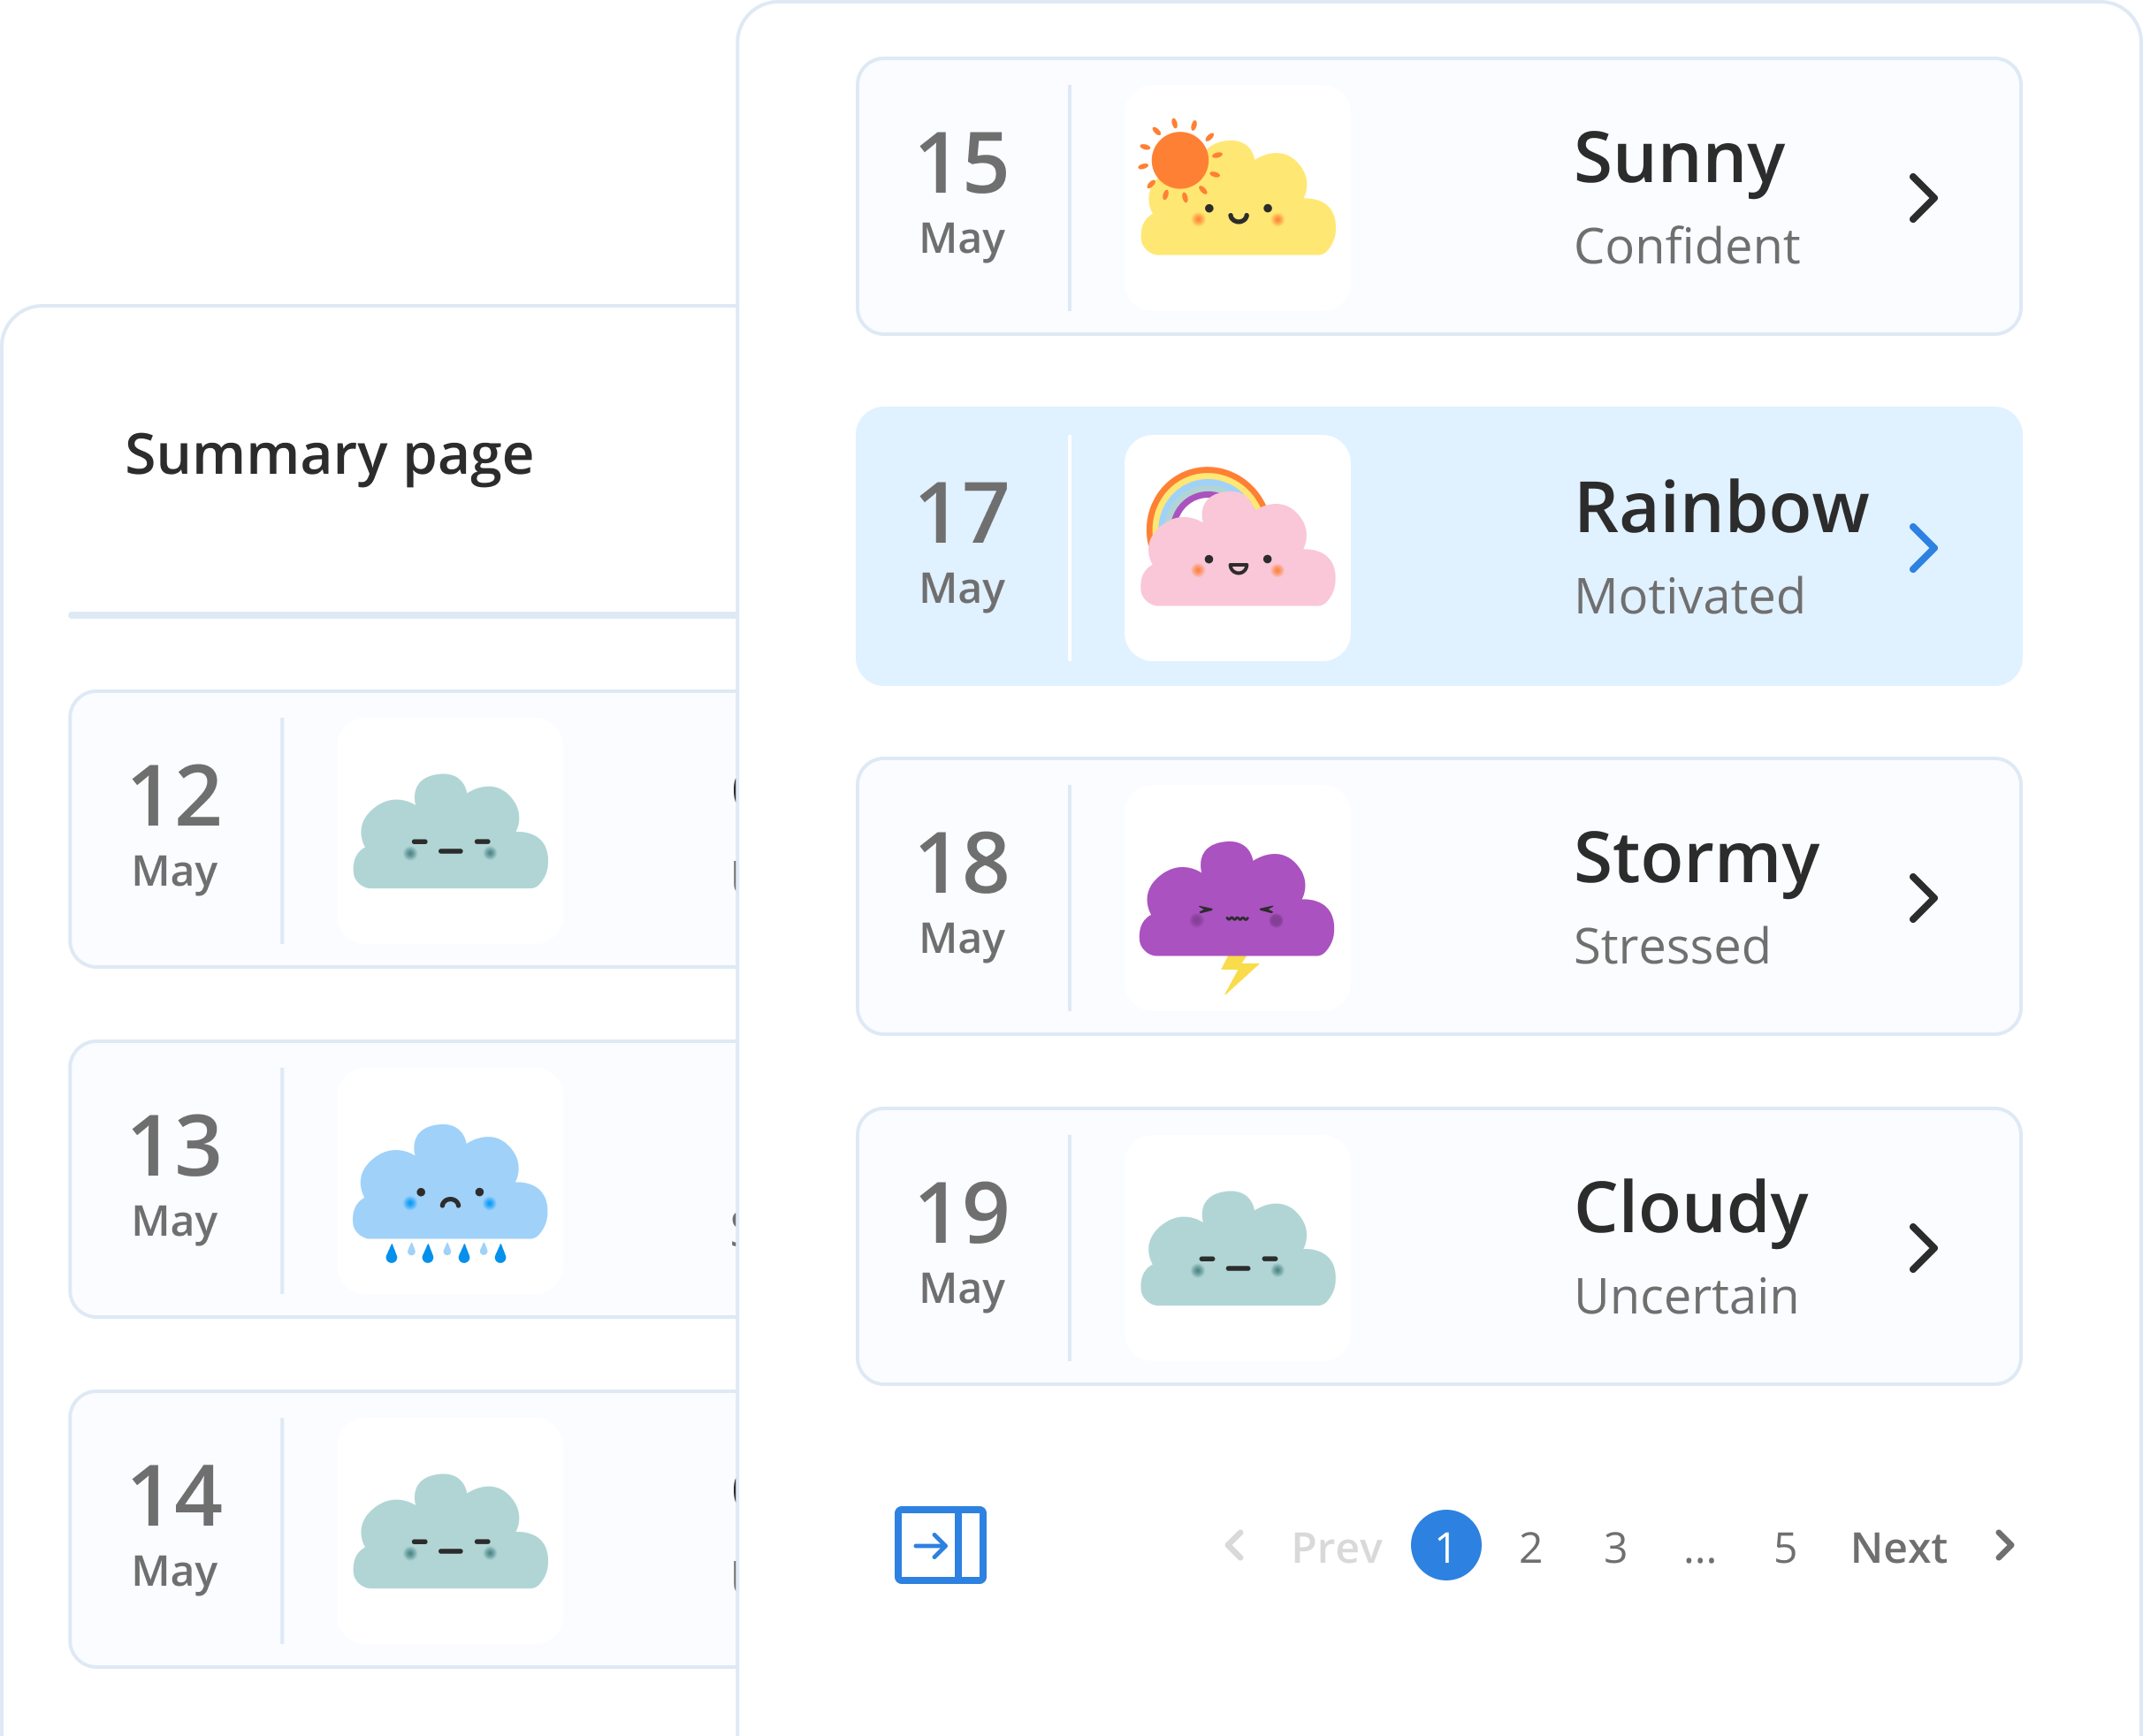 Summary page
12
May
13
May
14
May
15
May
Sunny
Confident
17
May
Rainbow
Motivated
18
May
Stormy
Stressed
19
May
Cloudy
Uncertain
Prev 1 2 3 ... 5 Next